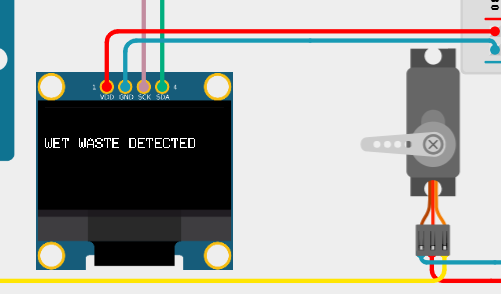 1 4
VDD GND SCK SDA
WET WASTE DETECTED